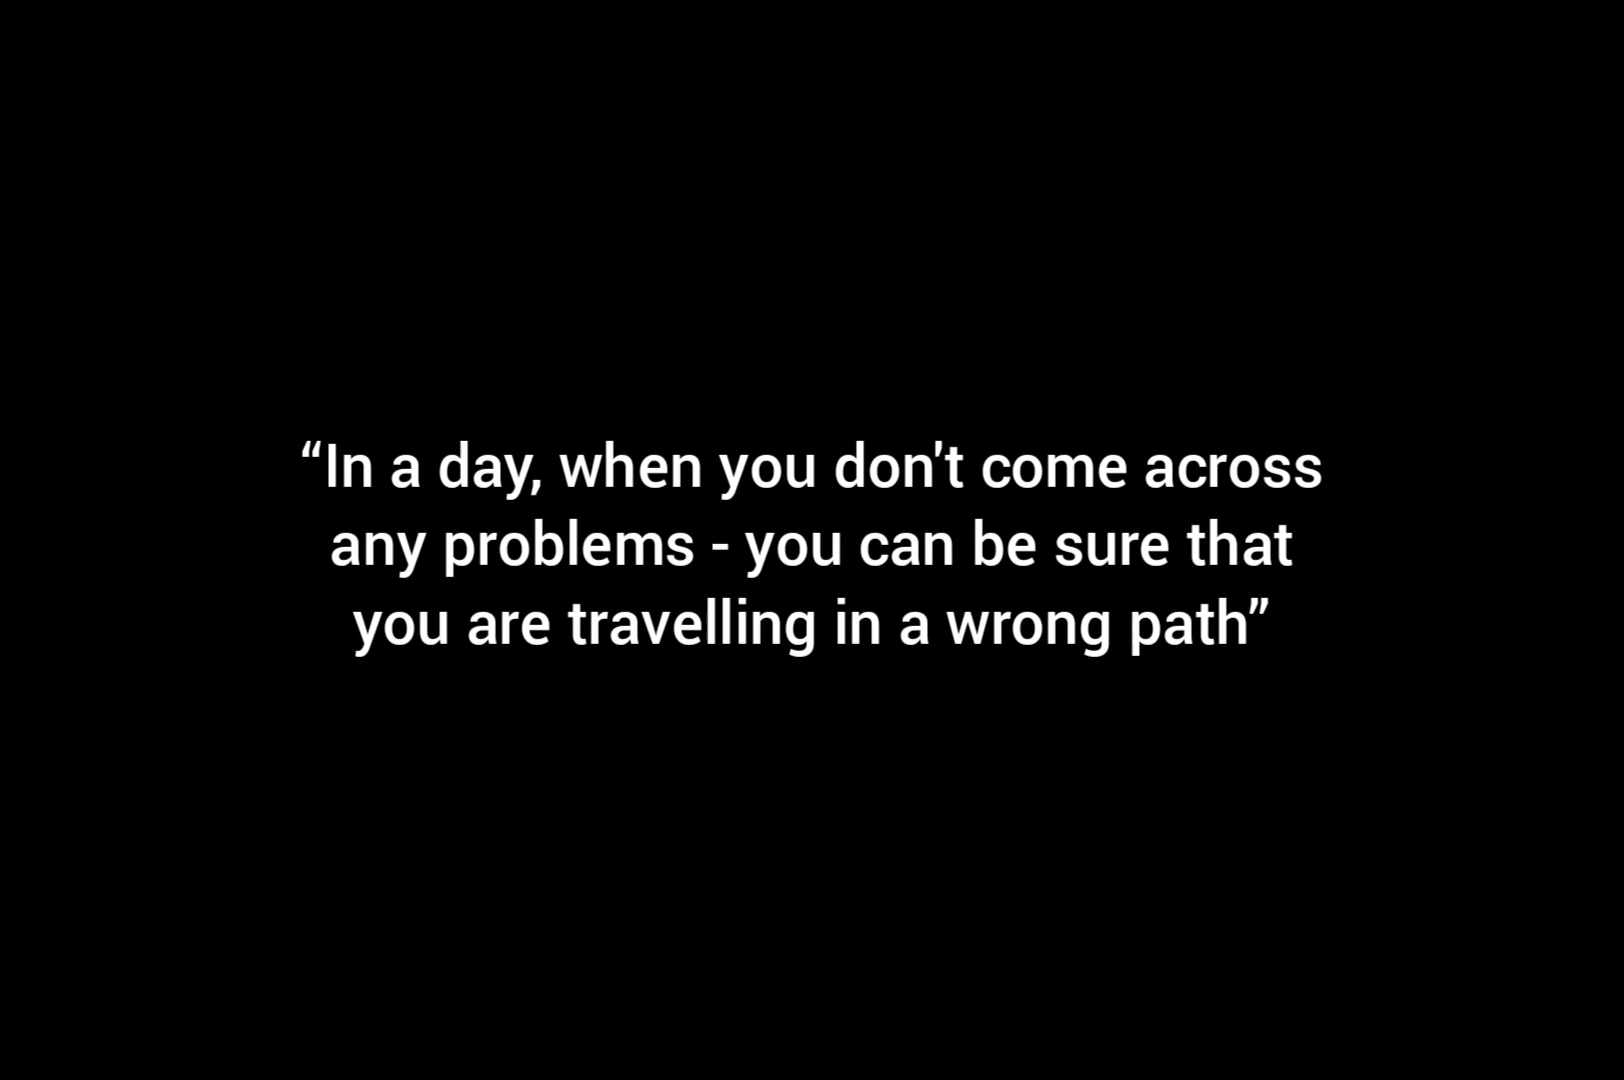 “In a day, when you don't come across
any problems - you can be sure that
you are travelling in a wrong path”